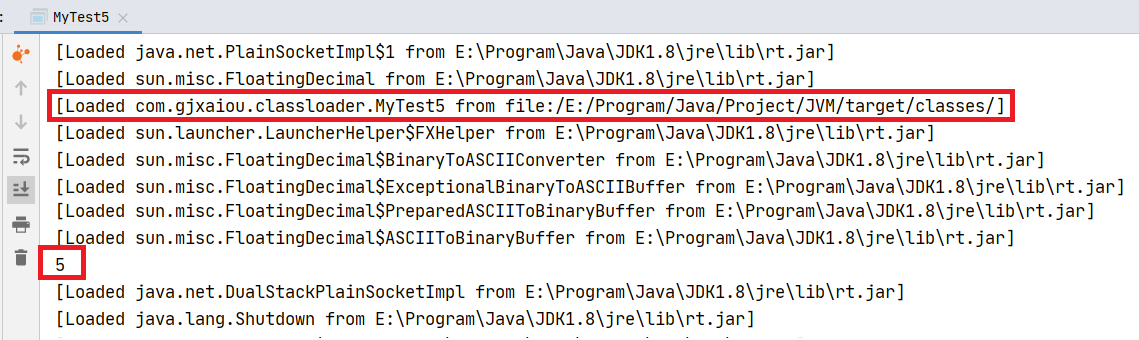 :
MyTest5
[Loaded java.net.PlainSocketImpl$1 from E:\Program\Java\JDK1.8\jre\lib\rt.jar]
[Loaded sun.misc.FloatingDecimal from E:\Program\Java\JDK1.8\jre\lib\rt.jar]
[Loaded com.gjxaiou.classloader.MyTest5 from file:/E:/Program/Java/Project/JVM/target/classes/]
[Loaded sun.launcher.LauncherHelper$FXHelper from E:\Program\Java\JDK1.8\jre\lib\rt.jar]
[Loaded sun.misc.FloatingDecimal$BinaryToASCIIConverter from E:\Program\Java\JDK1.8\jre\lib\rt.jar]
[Loaded sun.misc.FloatingDecimal$ExceptionalBinaryToASCIIBuffer from E:\Program\Java\JDK1.8\jre\lib\rt.jar]
[Loaded sun.misc.FloatingDecimal$PreparedASCIIToBinaryBuffer from E:\Program\Java\JDK1.8\jre\lib\rt.jar]
[Loaded sun.misc.FloatingDecimal$ASCIIToBinaryBuffer from E:\Program\Java\JDK1.8\jre\lib\rt.jar]
5
[Loaded java.net.DualStackPlainSocketImpl from E:\Program\Java\JDK1.8\jre\lib\rt.jar]
[Loaded java.lang.Shutdown from E:\Program\Java\JDK1.8\jre\lib\rt.jar]